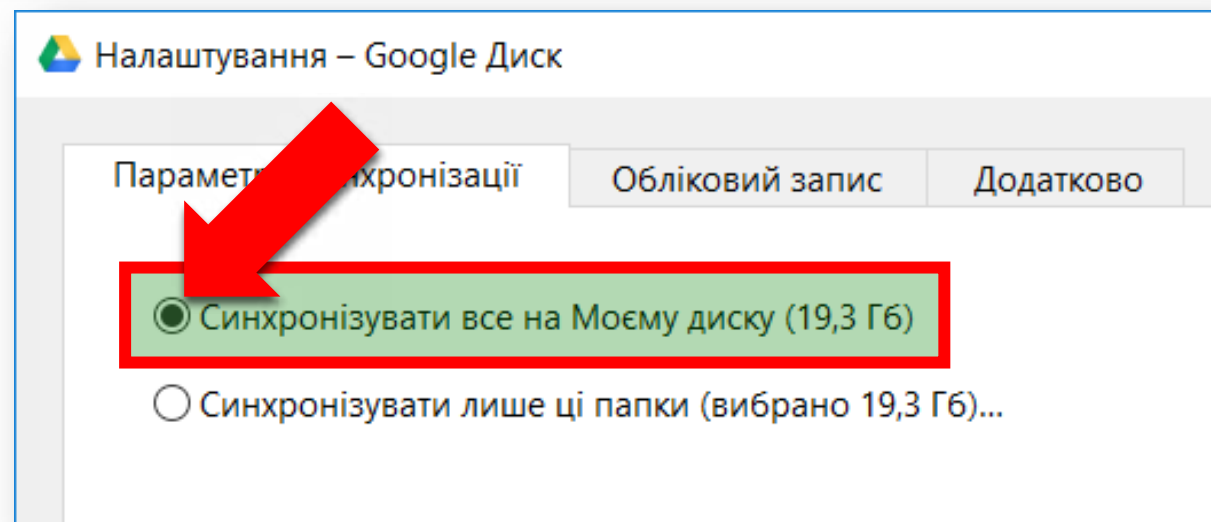 Налаштування – Google Диск
Обліковий запис Додатково
Синхронізувати все на Моєму диску (19,3 Гб)
Синхронізувати лише ці папки (вибрано 19,3 Гб)...